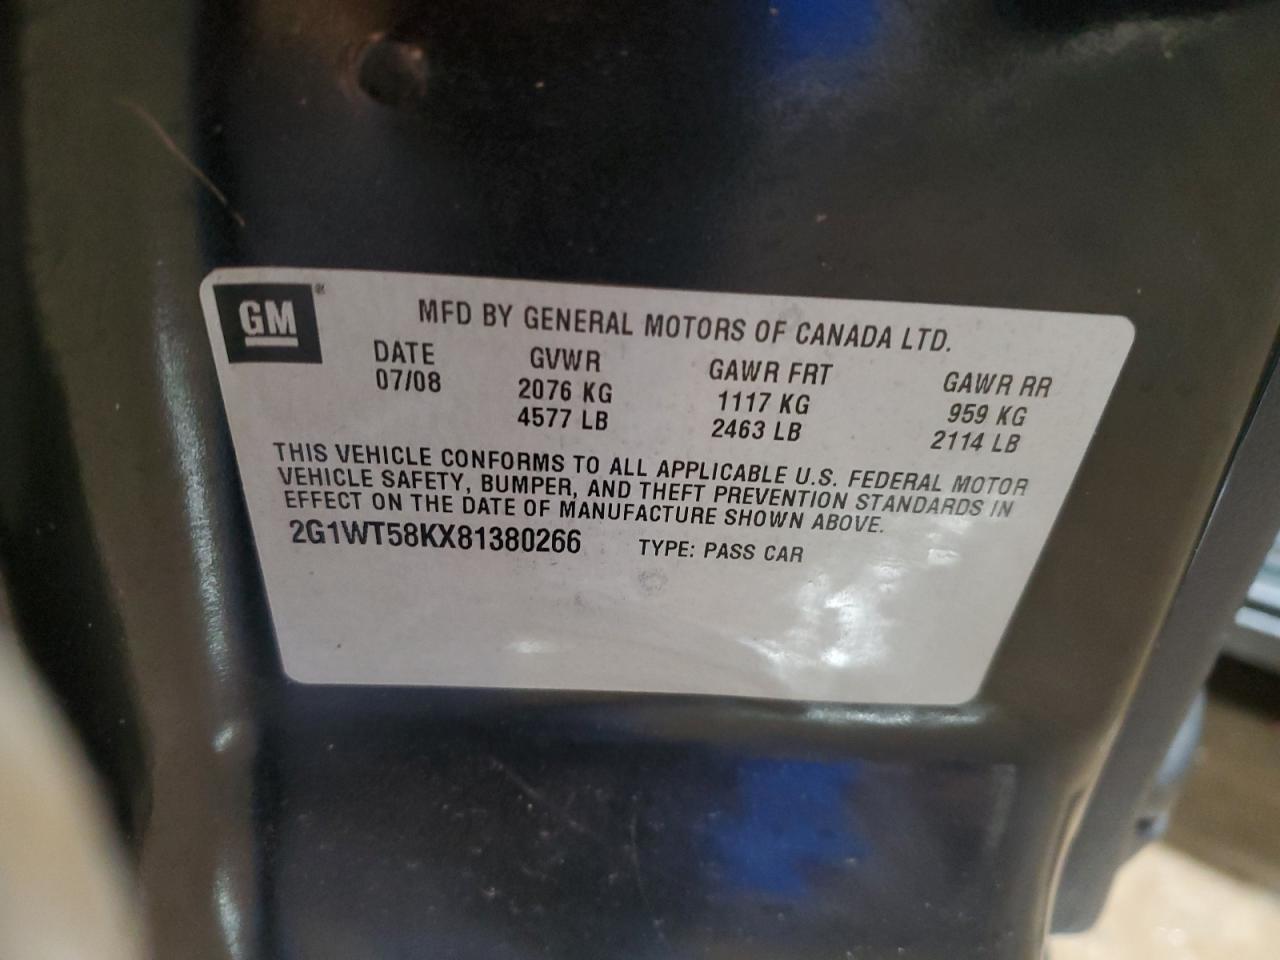 GM
MFD BY GENERAL MOTORS OF CANADA LTD.
DATE GVWR GAWR FRT GAWR RR
07/08 2076 KG 1117 KG 959 KG
4577 LB 2463 LB 2114 LB
THIS VEHICLE CONFORMS TO ALL APPLICABLE U.S. FEDERAL MOTOR
VEHICLE SAFETY, BUMPER, AND THEFT PREVENTION STANDARDS IN
EFFECT ON THE DATE OF MANUFACTURE SHOWN ABOVE.
2G1WT58KX81380266 TYPE: PASS CAR